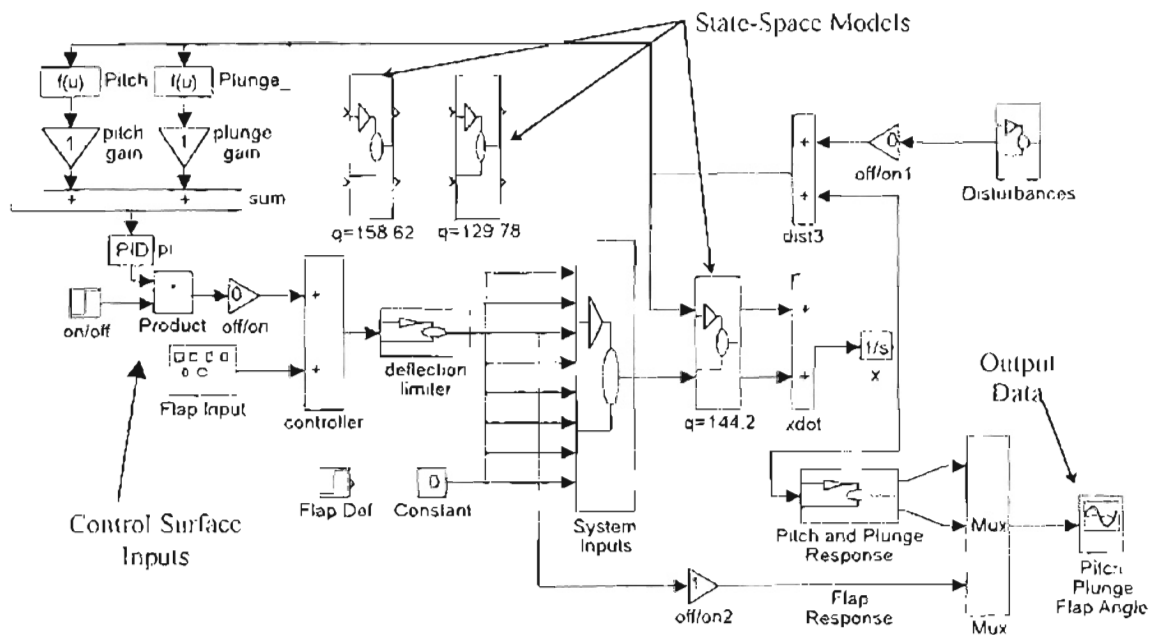 State-Space Models
f(u) Pitch f(u) Plunge_
1 pitch gain 1 plunge gain
+ + sum
q=158.62 q=129.78
+ 0
off/on1
Disturbances
+
dist3
PID pi
on/off
Product
0
off/on
+
+
controller
Flap Input
deflection limiter
q=144.2
+
+
xdot
1/s
x
Output Data
Control Surface Inputs
Flap Def
0
Constant
System Inputs
Pitch and Plunge Response
Mux
Mux
Pitch Plunge Flap Angle
1
off/on2
Flap Response